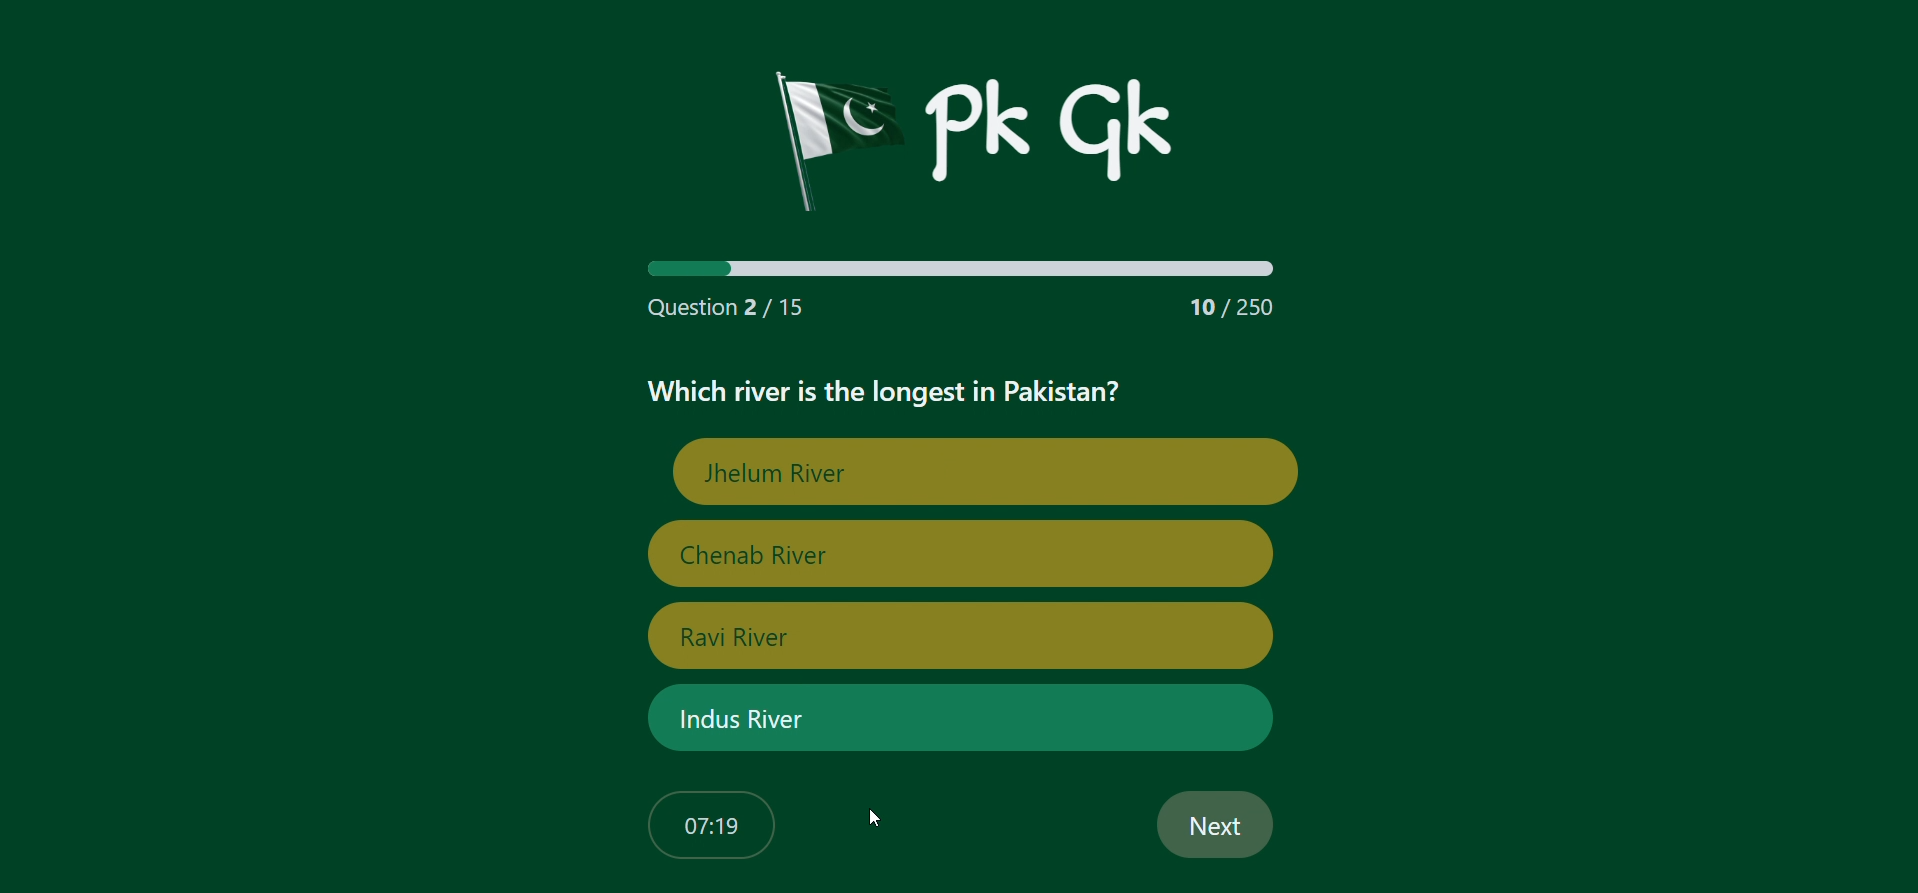 Pk Gk
Question 2 / 15
10 / 250
Which river is the longest in Pakistan?
Jhelum River
Chenab River
Ravi River
Indus River
07:19
Next